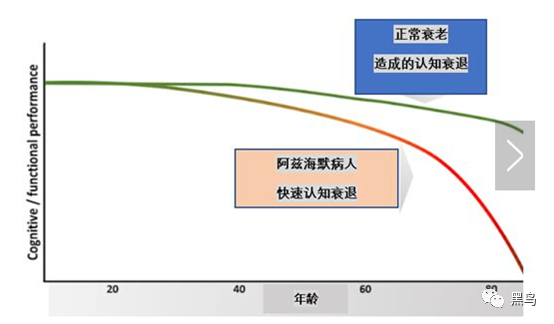 正常衰老
造成的认知衰退
阿兹海默病人
快速认知衰退
Cognitive / functional performance
20
40
60
80
年龄
黑鸟